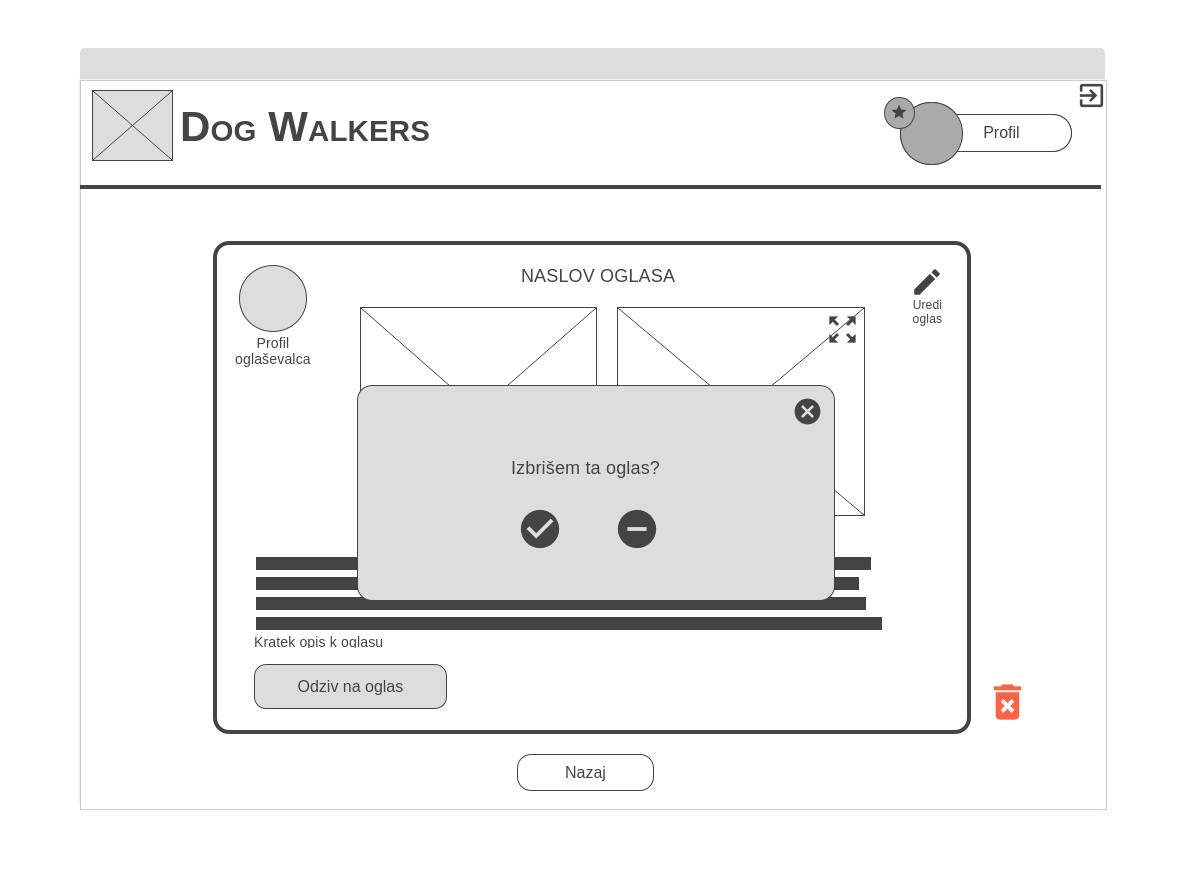 Dog Walkers
Profil
NASLOV OGLASA
Uredi
oglas
Profil
oglaševalca
Izbrišem ta oglas?
Kratek opis k oglasu
Odziv na oglas
Nazaj